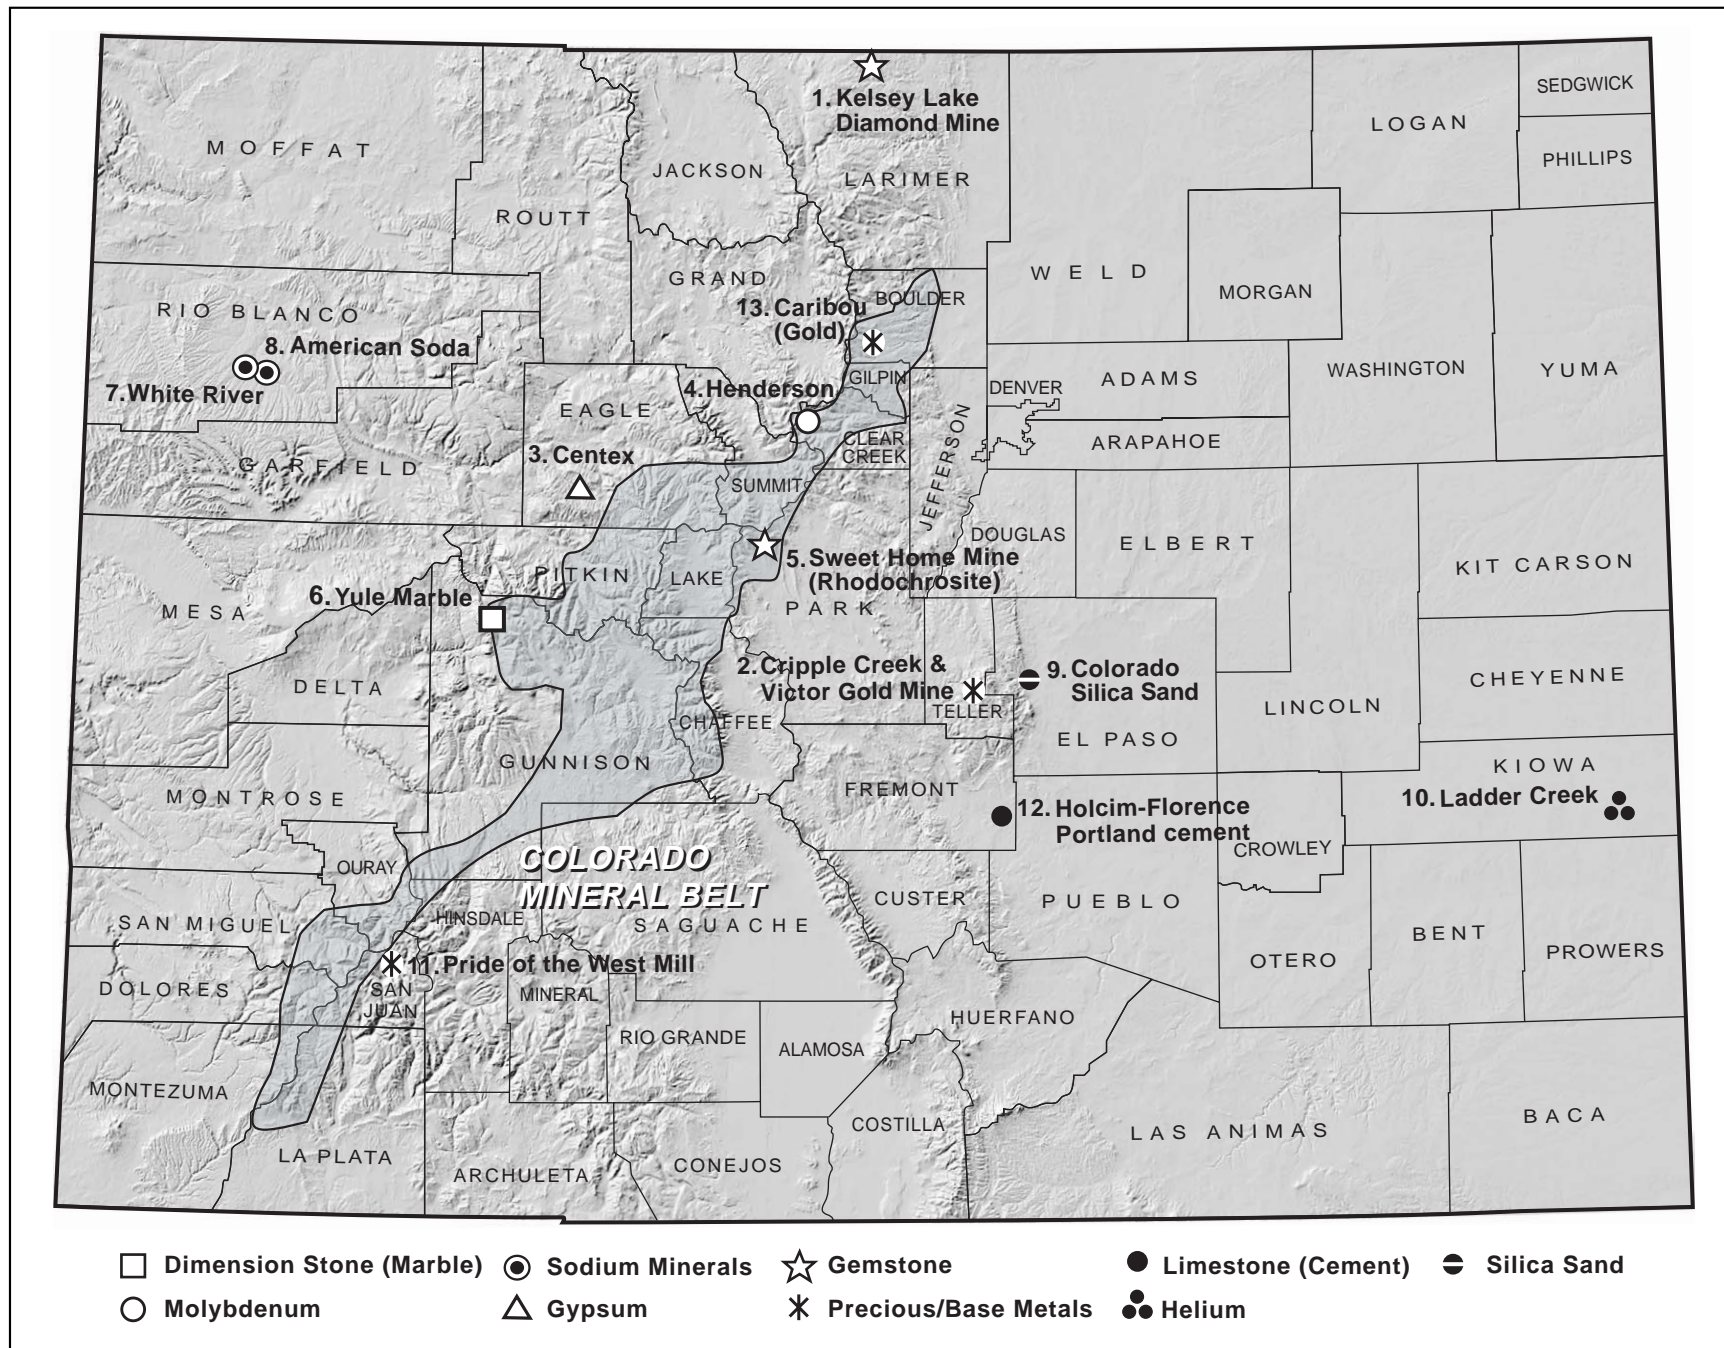 1. Kelsey Lake
Diamond Mine
SEDGWICK
LOGAN
PHILLIPS
MOFFAT
JACKSON
LARIMER
ROUTT
GRAND
WELD
MORGAN
BOULDER
RIO BLANCO
13. Caribou
(Gold)
8. American Soda
7. White River
WASHINGTON
YUMA
GILPIN
DENVER
ADAMS
4. Henderson
EAGLE
ARAPAHOE
CLEAR
CREEK
JEFFERSON
3. Centex
GARFIELD
SUMMIT
DOUGLAS
ELBERT
KIT CARSON
5. Sweet Home Mine
(Rhodochrosite)
PITKIN
LAKE
6. Yule Marble
MESA
PARK
2. Cripple Creek &
Victor Gold Mine
9. Colorado
Silica Sand
CHEYENNE
DELTA
TELLER
LINCOLN
CHAFFEE
EL PASO
GUNNISON
KIOWA
10. Ladder Creek
MONTROSE
FREMONT
12. Holcim-Florence
Portland cement
CROWLEY
COLORADO
MINERAL BELT
OURAY
CUSTER
PUEBLO
HINSDALE
SAGUACHE
SAN MIGUEL
BENT
PROWERS
OTERO
11. Pride of the West Mill
DOLORES
SAN
JUAN
MINERAL
HUERFANO
RIO GRANDE
ALAMOSA
MONTEZUMA
COSTILLA
LAS ANIMAS
BACA
LA PLATA
ARCHULETA
CONEJOS
Dimension Stone (Marble)
Sodium Minerals
Gemstone
Limestone (Cement)
Silica Sand
Molybdenum
Gypsum
Precious/Base Metals
Helium